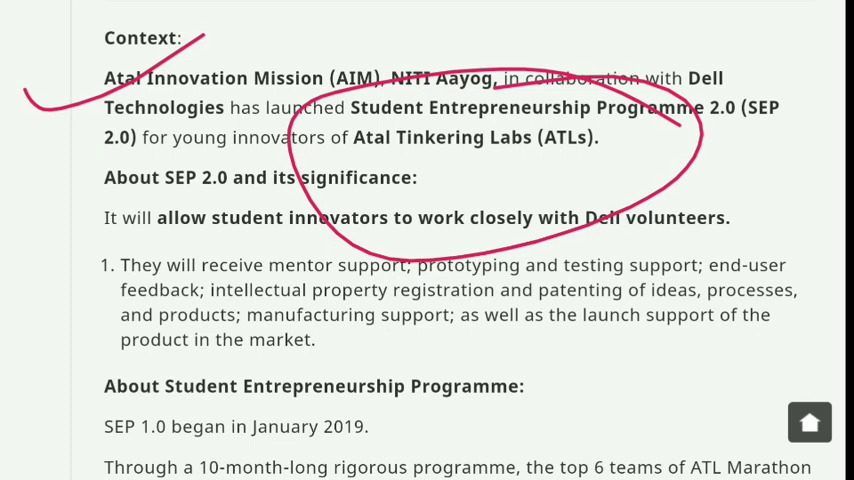 Context:
Atal Innovation Mission (AIM), NITI Aayog, in collaboration with Dell
Technologies has launched Student Entrepreneurship Programme 2.0 (SEP
2.0) for young innovators of Atal Tinkering Labs (ATLs).
About SEP 2.0 and its significance:
It will allow student innovators to work closely with Dell volunteers.
1. They will receive mentor support; prototyping and testing support; end-user
feedback; intellectual property registration and patenting of ideas, processes,
and products; manufacturing support; as well as the launch support of the
product in the market.
About Student Entrepreneurship Programme:
SEP 1.0 began in January 2019.
Through a 10-month-long rigorous programme, the top 6 teams of ATL Marathon